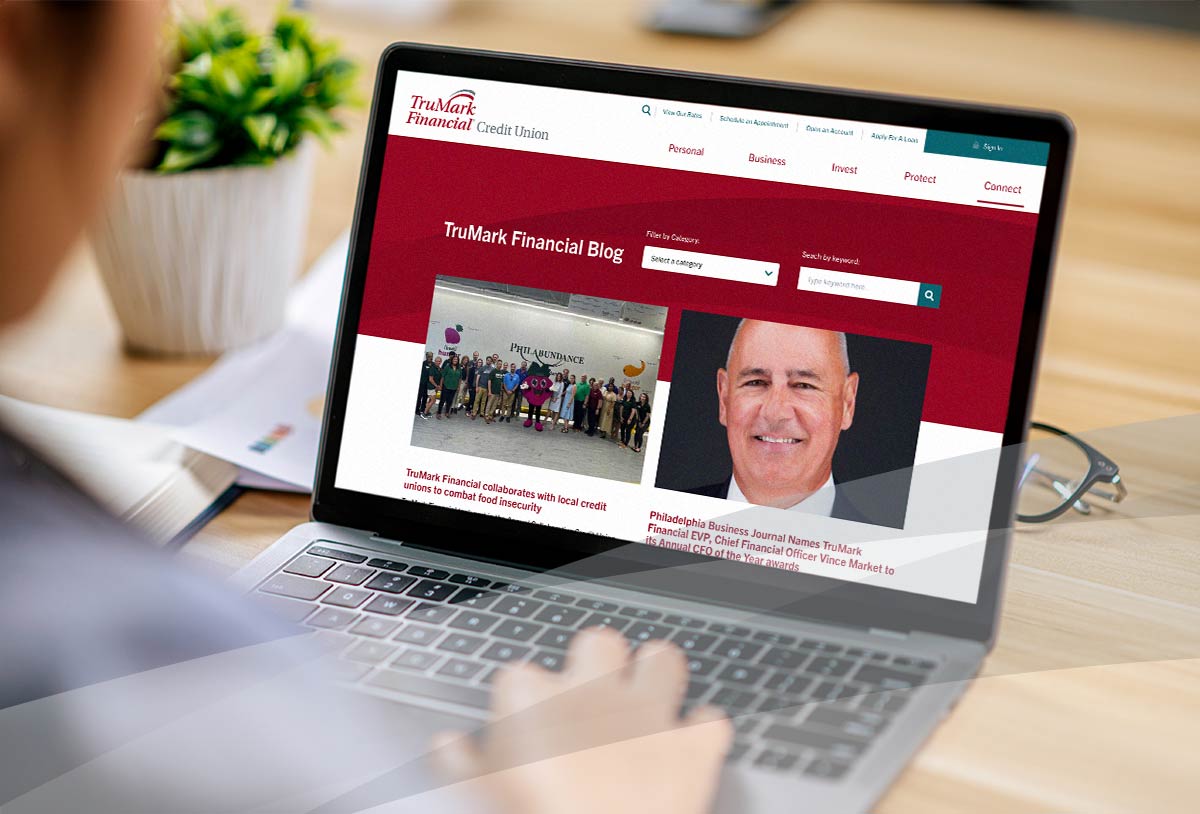 TruMark
Financial Credit Union
View Our Rates
Schedule an Appointment
Open an Account
Apply For A Loan
Sign In
Personal
Business
Invest
Protect
Connect
TruMark Financial Blog
Filter by Category:
Select a category
Seach by keyword:
Type keyword here
PHILABUNDANCE
TruMark Financial collaborates with local credit
unions to combat food insecurity
Philadelphia Business Journal Names TruMark
Financial EVP, Chief Financial Officer Vince Market to
its Annual CFO of the Year awards